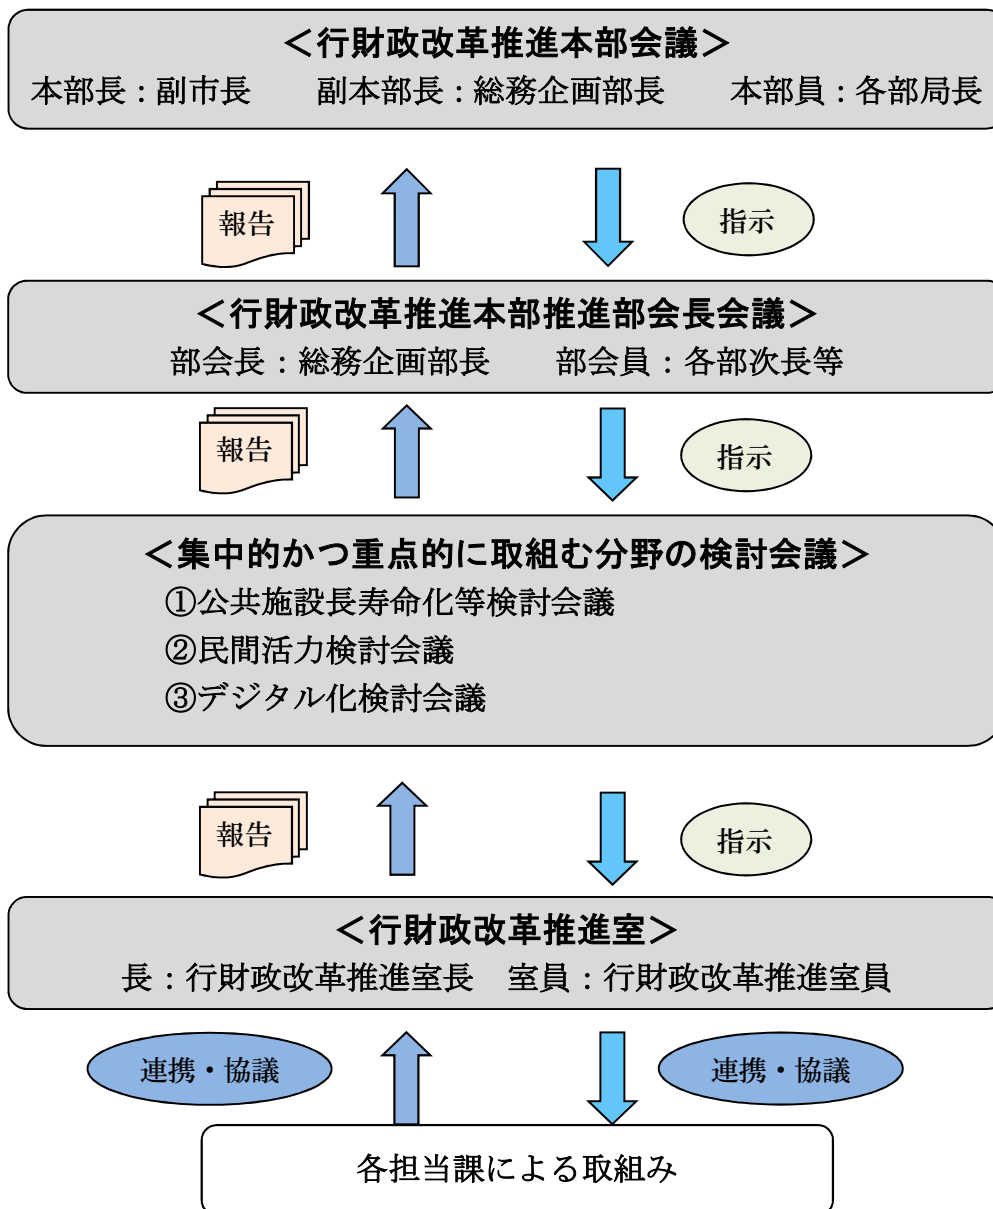 ＜行財政改革推進本部会議＞
本部長：副市長　副本部長：総務企画部長　本部員：各部局長
報告
指示
＜行財政改革推進本部推進部会長会議＞
部会長：総務企画部長　部会員：各部次長等
報告
指示
＜集中的かつ重点的に取組む分野の検討会議＞
①公共施設長寿命化等検討会議
②民間活力検討会議
③デジタル化検討会議
報告
指示
＜行財政改革推進室＞
長：行財政改革推進室長　室員：行財政改革推進室員
連携・協議
連携・協議
各担当課による取組み